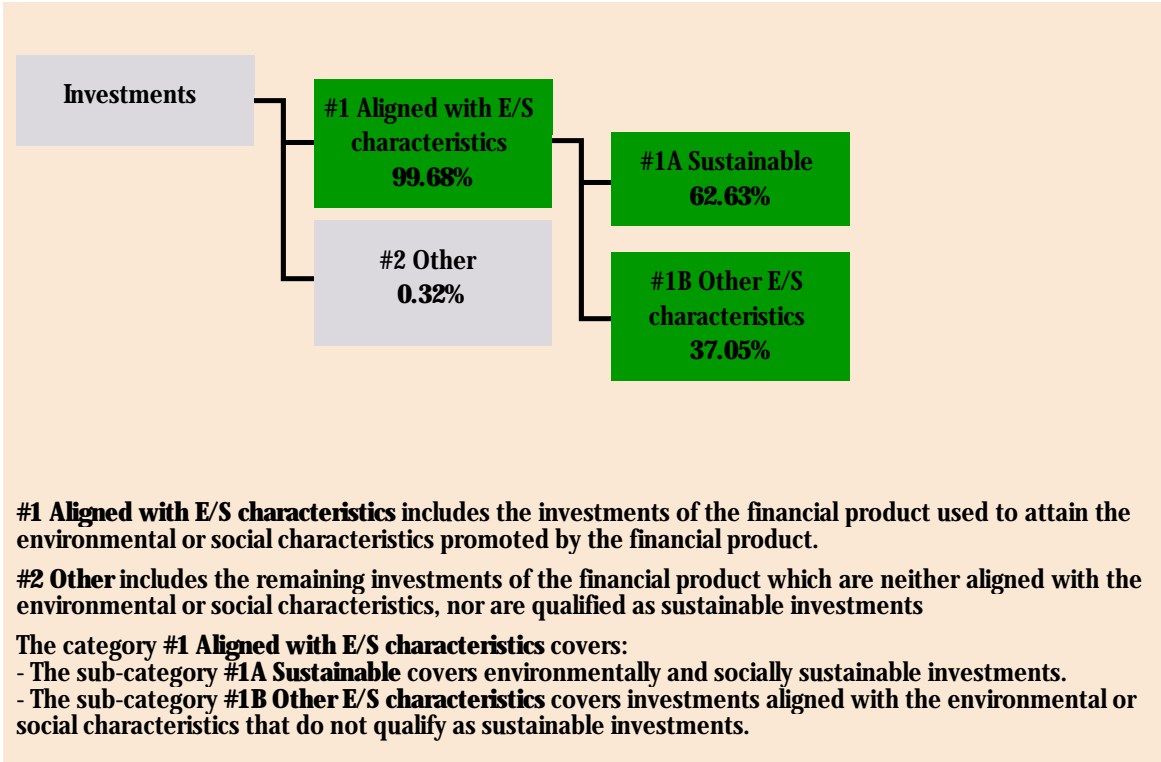 Investments
#1 Aligned with E/S
characteristics
99.68%
#2 Other
0.32%
#1A Sustainable
62.63%
#1B Other E/S
characteristics
37.05%
#1 Aligned with E/S characteristics includes the investments of the financial product used to attain the
environmental or social characteristics promoted by the financial product.
#2 Other includes the remaining investments of the financial product which are neither aligned with the
environmental or social characteristics, nor are qualified as sustainable investments
The category #1 Aligned with E/S characteristics covers:
- The sub-category #1A Sustainable covers environmentally and socially sustainable investments.
- The sub-category #1B Other E/S characteristics covers investments aligned with the environmental or
social characteristics that do not qualify as sustainable investments.